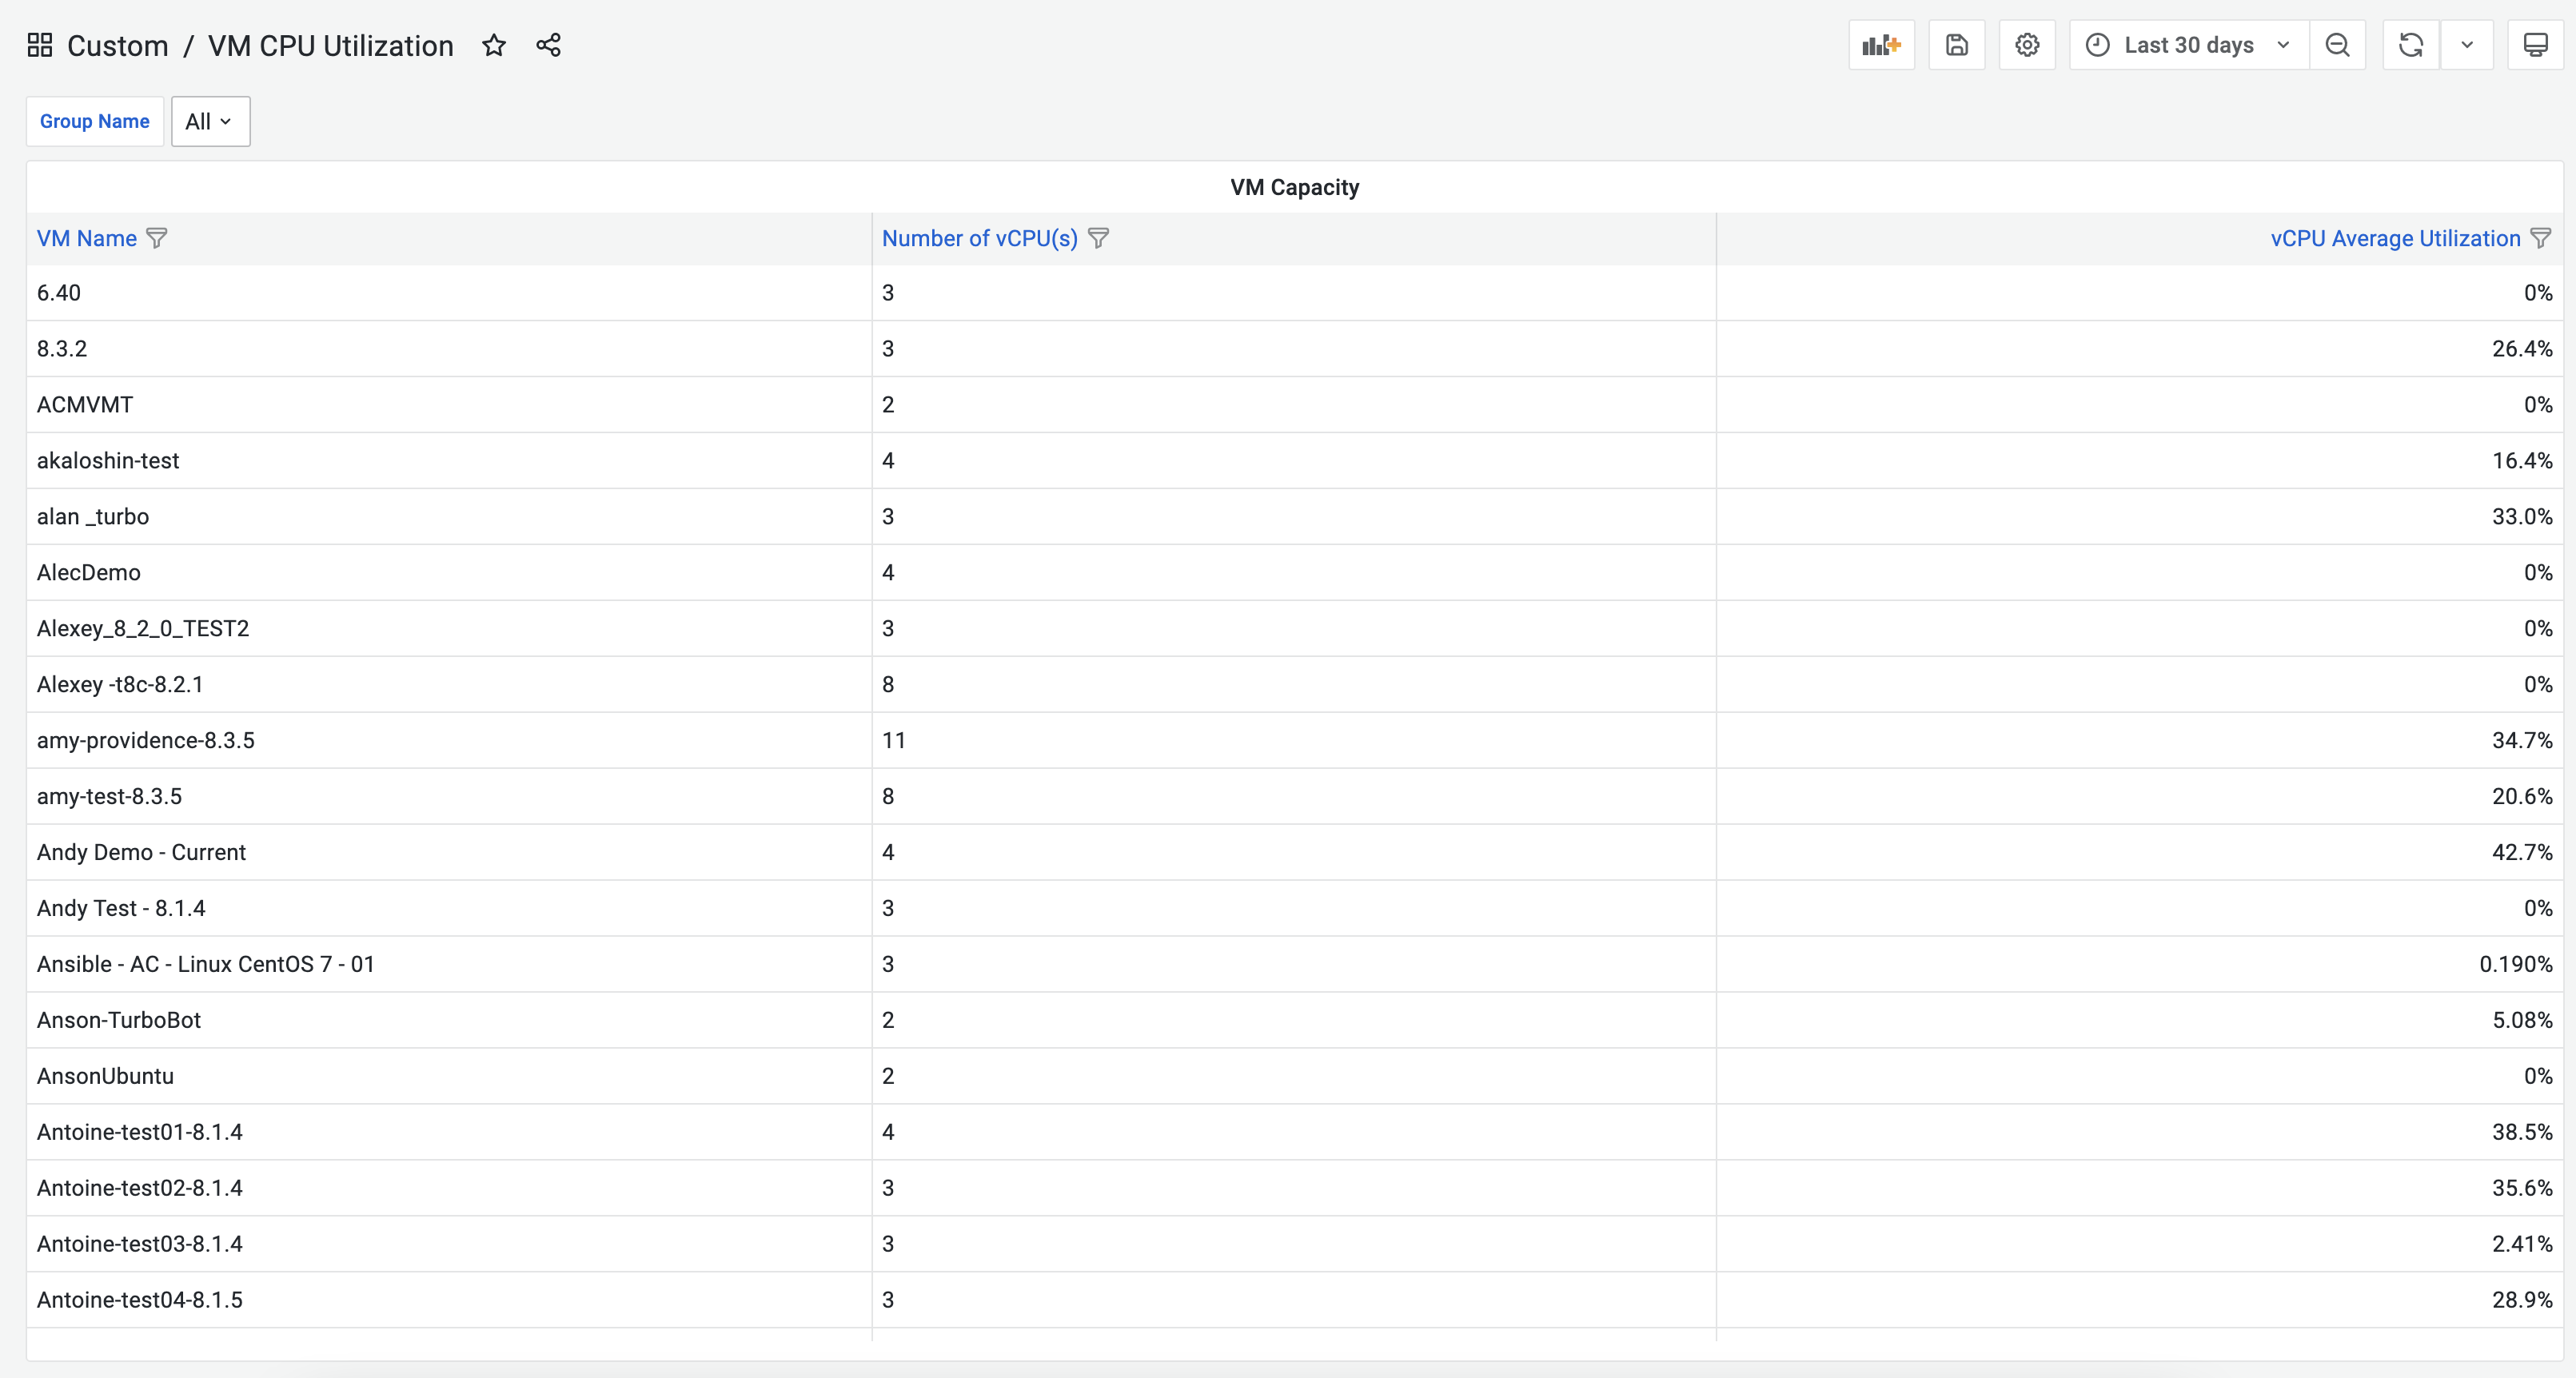 Custom / VM CPU Utilization Last 30 days
Group Name All
VM Capacity
VM Name Number of vCPU(s) vCPU Average Utilization
6.40 3 0%
8.3.2 3 26.4%
ACMVMT 2 0%
akaloshin-test 4 16.4%
alan _turbo 3 33.0%
AlecDemo 4 0%
Alexey_8_2_0_TEST2 3 0%
Alexey -t8c-8.2.1 8 0%
amy-providence-8.3.5 11 34.7%
amy-test-8.3.5 8 20.6%
Andy Demo - Current 4 42.7%
Andy Test - 8.1.4 3 0%
Ansible - AC - Linux CentOS 7 - 01 3 0.190%
Anson-TurboBot 2 5.08%
AnsonUbuntu 2 0%
Antoine-test01-8.1.4 4 38.5%
Antoine-test02-8.1.4 3 35.6%
Antoine-test03-8.1.4 3 2.41%
Antoine-test04-8.1.5 3 28.9%